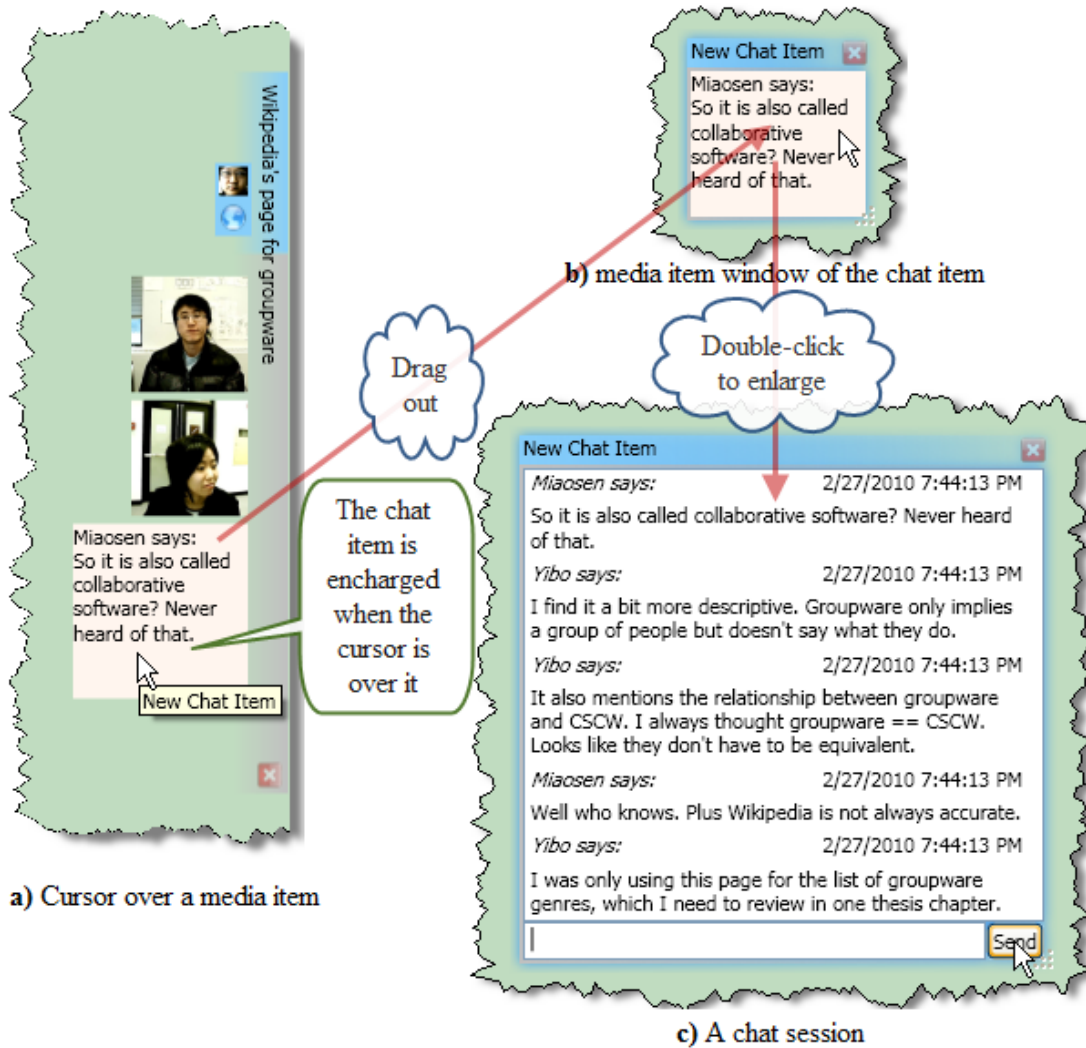 Wikipedia's page for groupware
Miaosen says:
So it is also called
collaborative
software? Never
heard of that.
New Chat Item
a) Cursor over a media item
Drag
out
The chat
item is
encharged
when the
cursor is
over it
New Chat Item
Miaosen says:
So it is also called
collaborative
software? Never
heard of that.
b) media item window of the chat item
Double-click
to enlarge
New Chat Item
Miaosen says: 2/27/2010 7:44:13 PM
So it is also called collaborative software? Never heard
of that.
Yibo says: 2/27/2010 7:44:13 PM
I find it a bit more descriptive. Groupware only implies
a group of people but doesn't say what they do.
Yibo says: 2/27/2010 7:44:13 PM
It also mentions the relationship between groupware
and CSCW. I always thought groupware == CSCW.
Looks like they don't have to be equivalent.
Miaosen says: 2/27/2010 7:44:13 PM
Well who knows. Plus Wikipedia is not always accurate.
Yibo says: 2/27/2010 7:44:13 PM
I was only using this page for the list of groupware
genres, which I need to review in one thesis chapter.
Send
c) A chat session